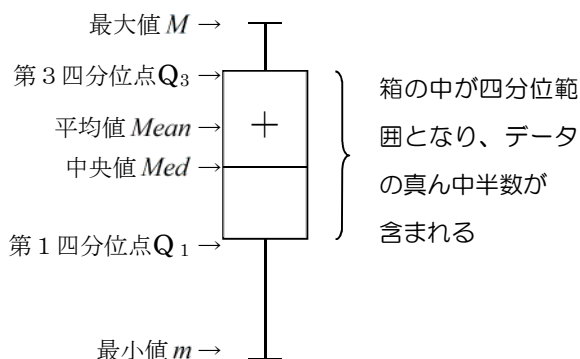 最大値 M →
第３四分位点Q3 →
平均値 Mean →
中央値 Med →
第１四分位点Q1 →
最小値 m →
箱の中が四分位範
囲となり、データ
の真ん中半数が
含まれる